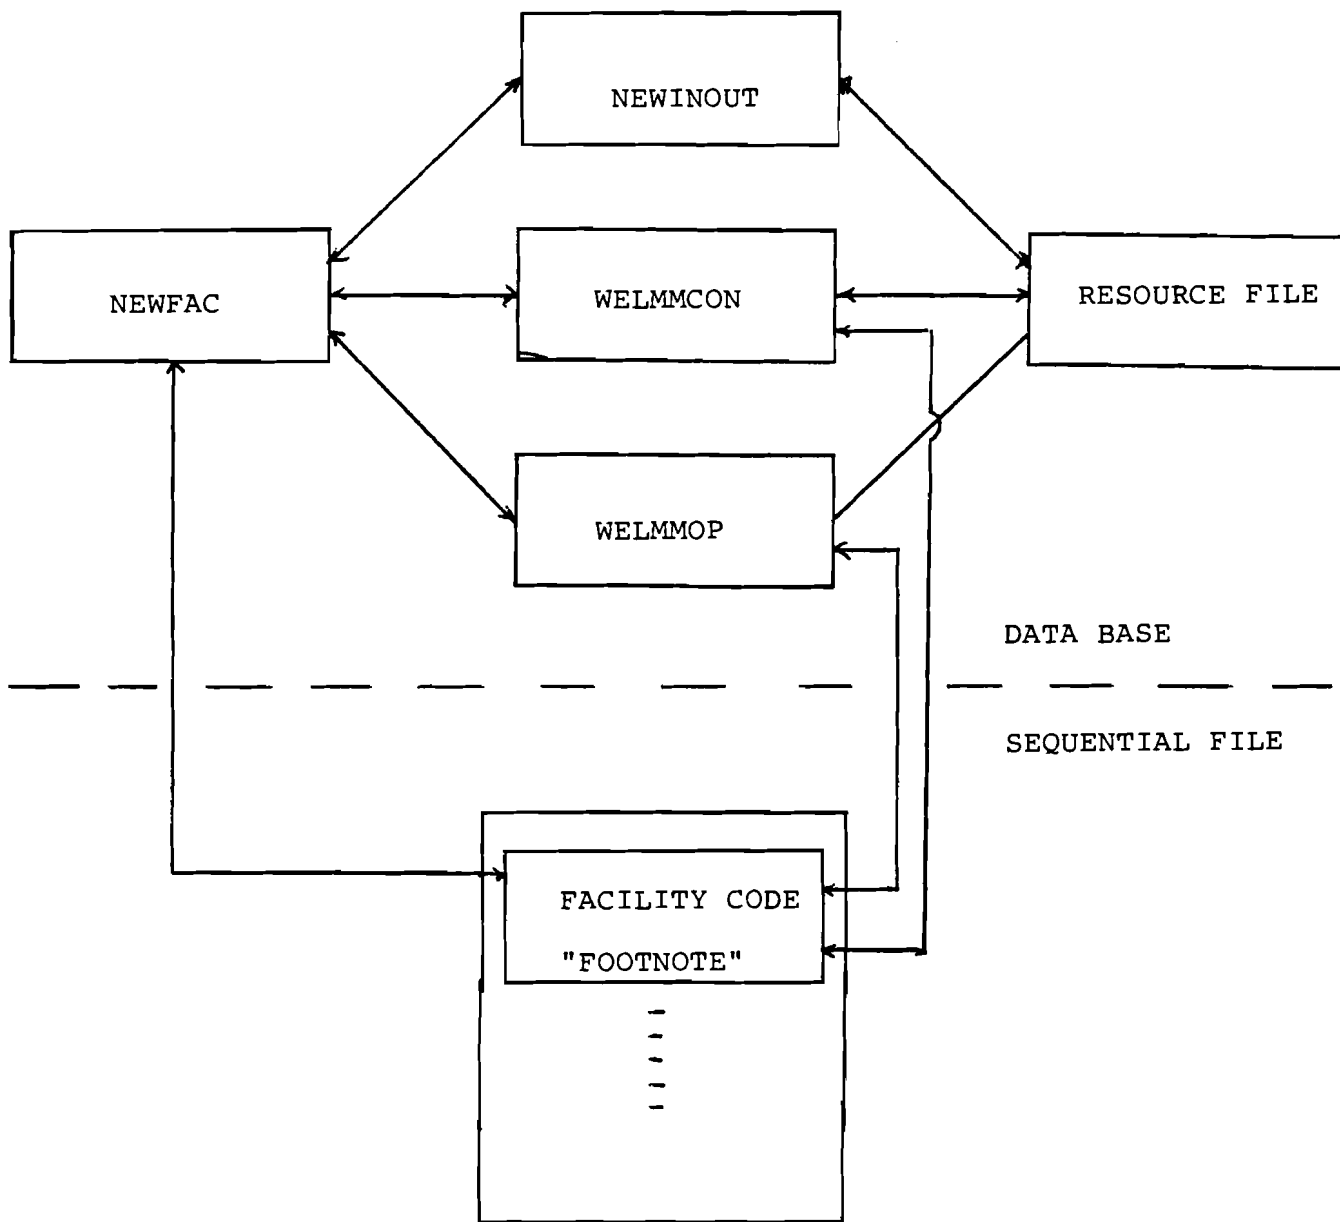 NEWINOUT
NEWFAC
WELMMCON
RESOURCE FILE
WELMMOP
DATA BASE
SEQUENTIAL FILE
FACILITY CODE
"FOOTNOTE"